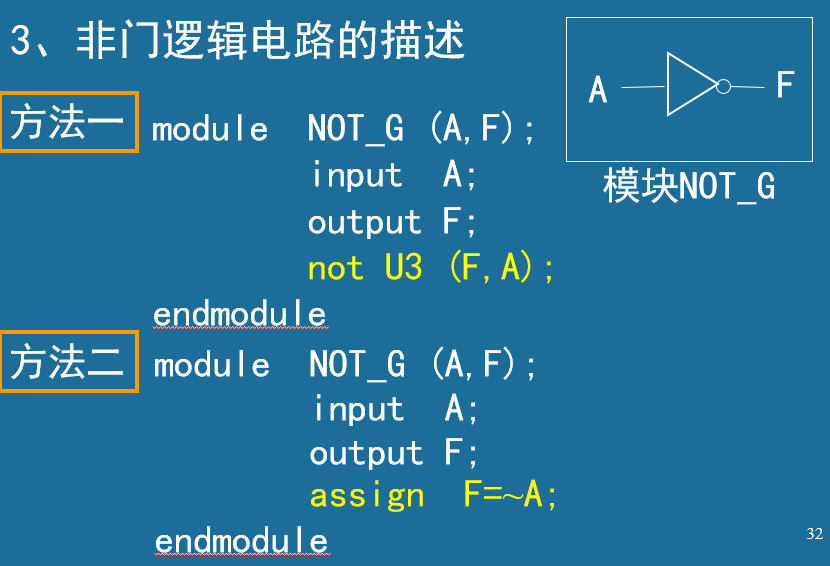 3、非门逻辑电路的描述
A F
模块NOT_G
方法一 module NOT_G (A,F);
input A;
output F;
not U3 (F,A);
endmodule
方法二 module NOT_G (A,F);
input A;
output F;
assign F=~A;
endmodule
32